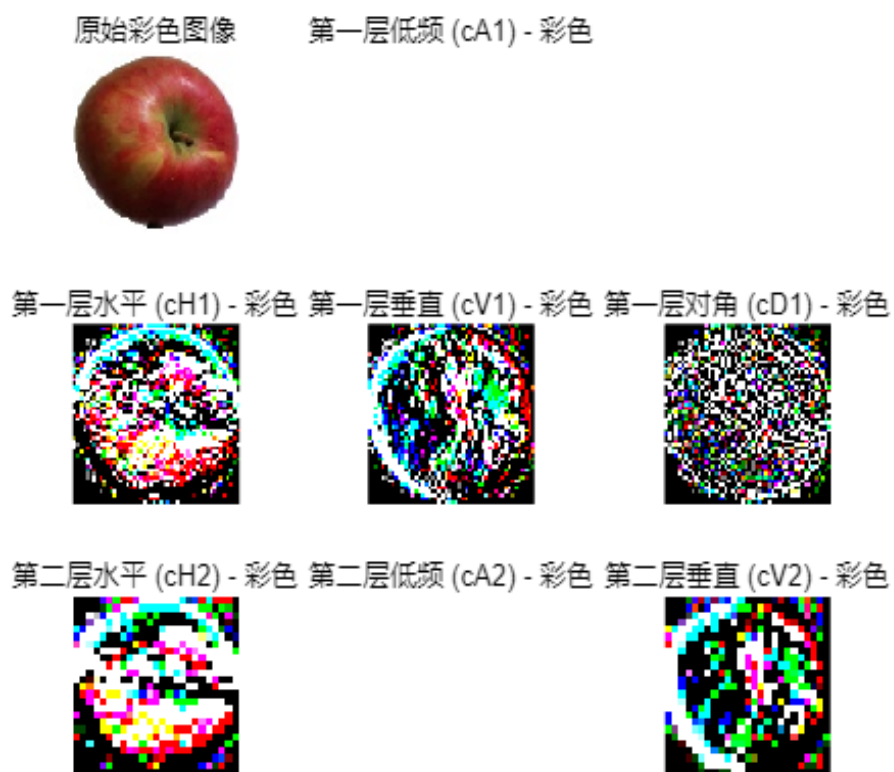 原始彩色图像 第一层低频 (cA1) - 彩色
第一层水平 (cH1) - 彩色 第一层垂直 (cV1) - 彩色 第一层对角 (cD1) - 彩色
第二层水平 (cH2) - 彩色 第二层低频 (cA2) - 彩色 第二层垂直 (cV2) - 彩色